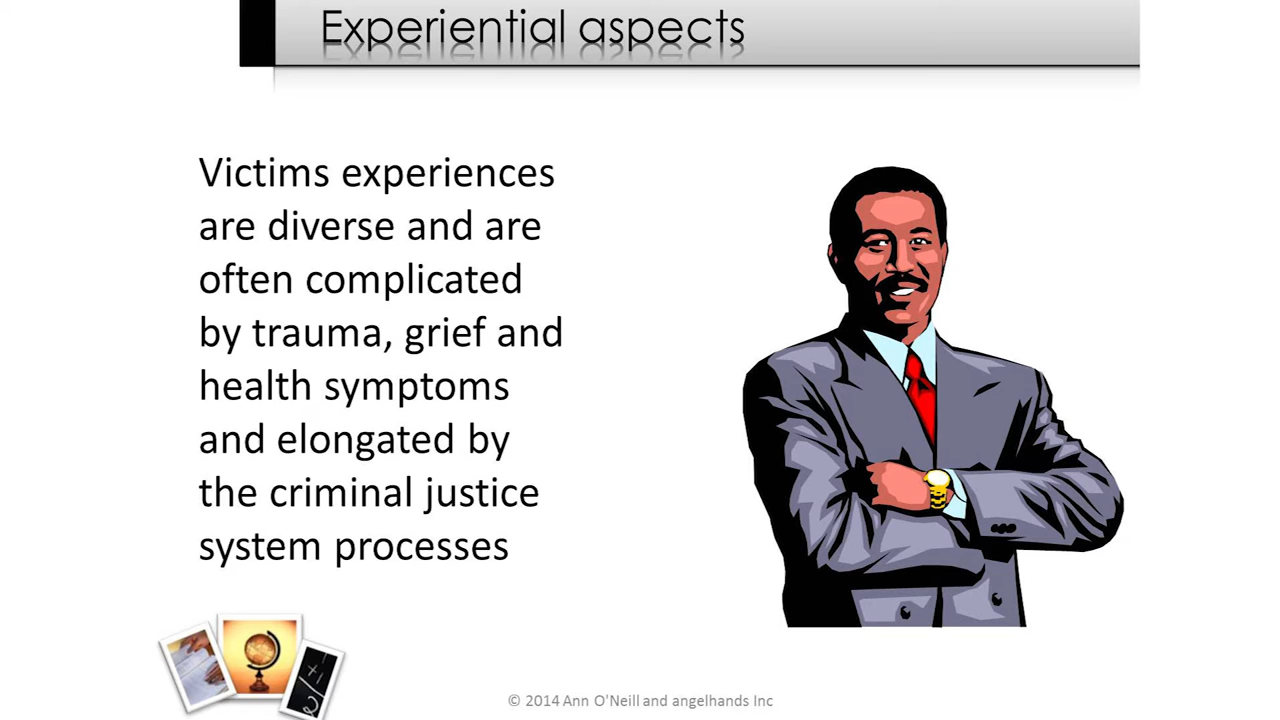 Experiential aspects
Victims experiences
are diverse and are
often complicated
by trauma, grief and
health symptoms
and elongated by
the criminal justice
system processes
© 2014 Ann O'Neill and angelhands Inc